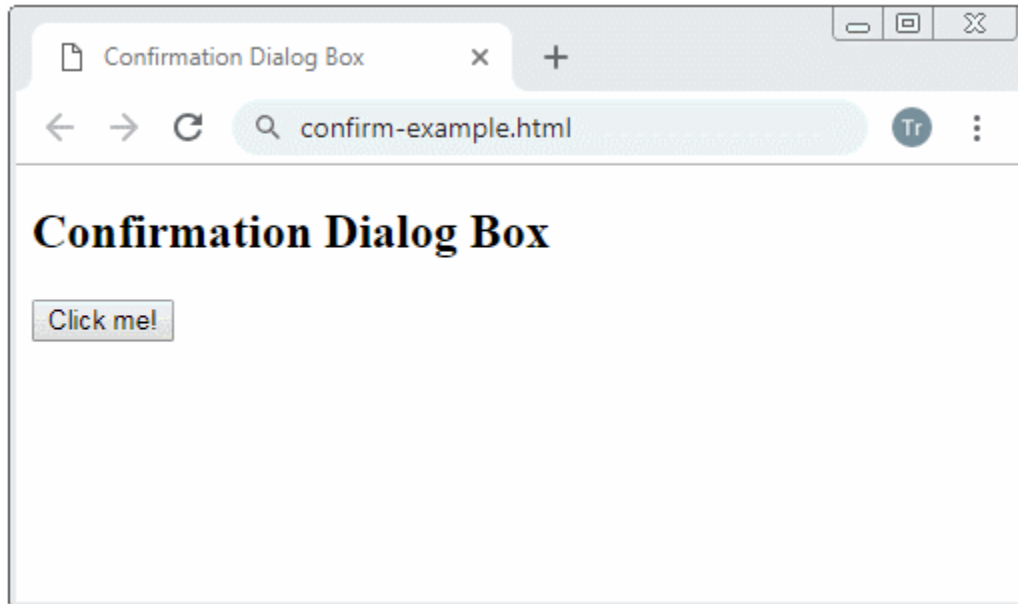 Confirmation Dialog Box
confirm-example.html
Tr
Confirmation Dialog Box
Click me!